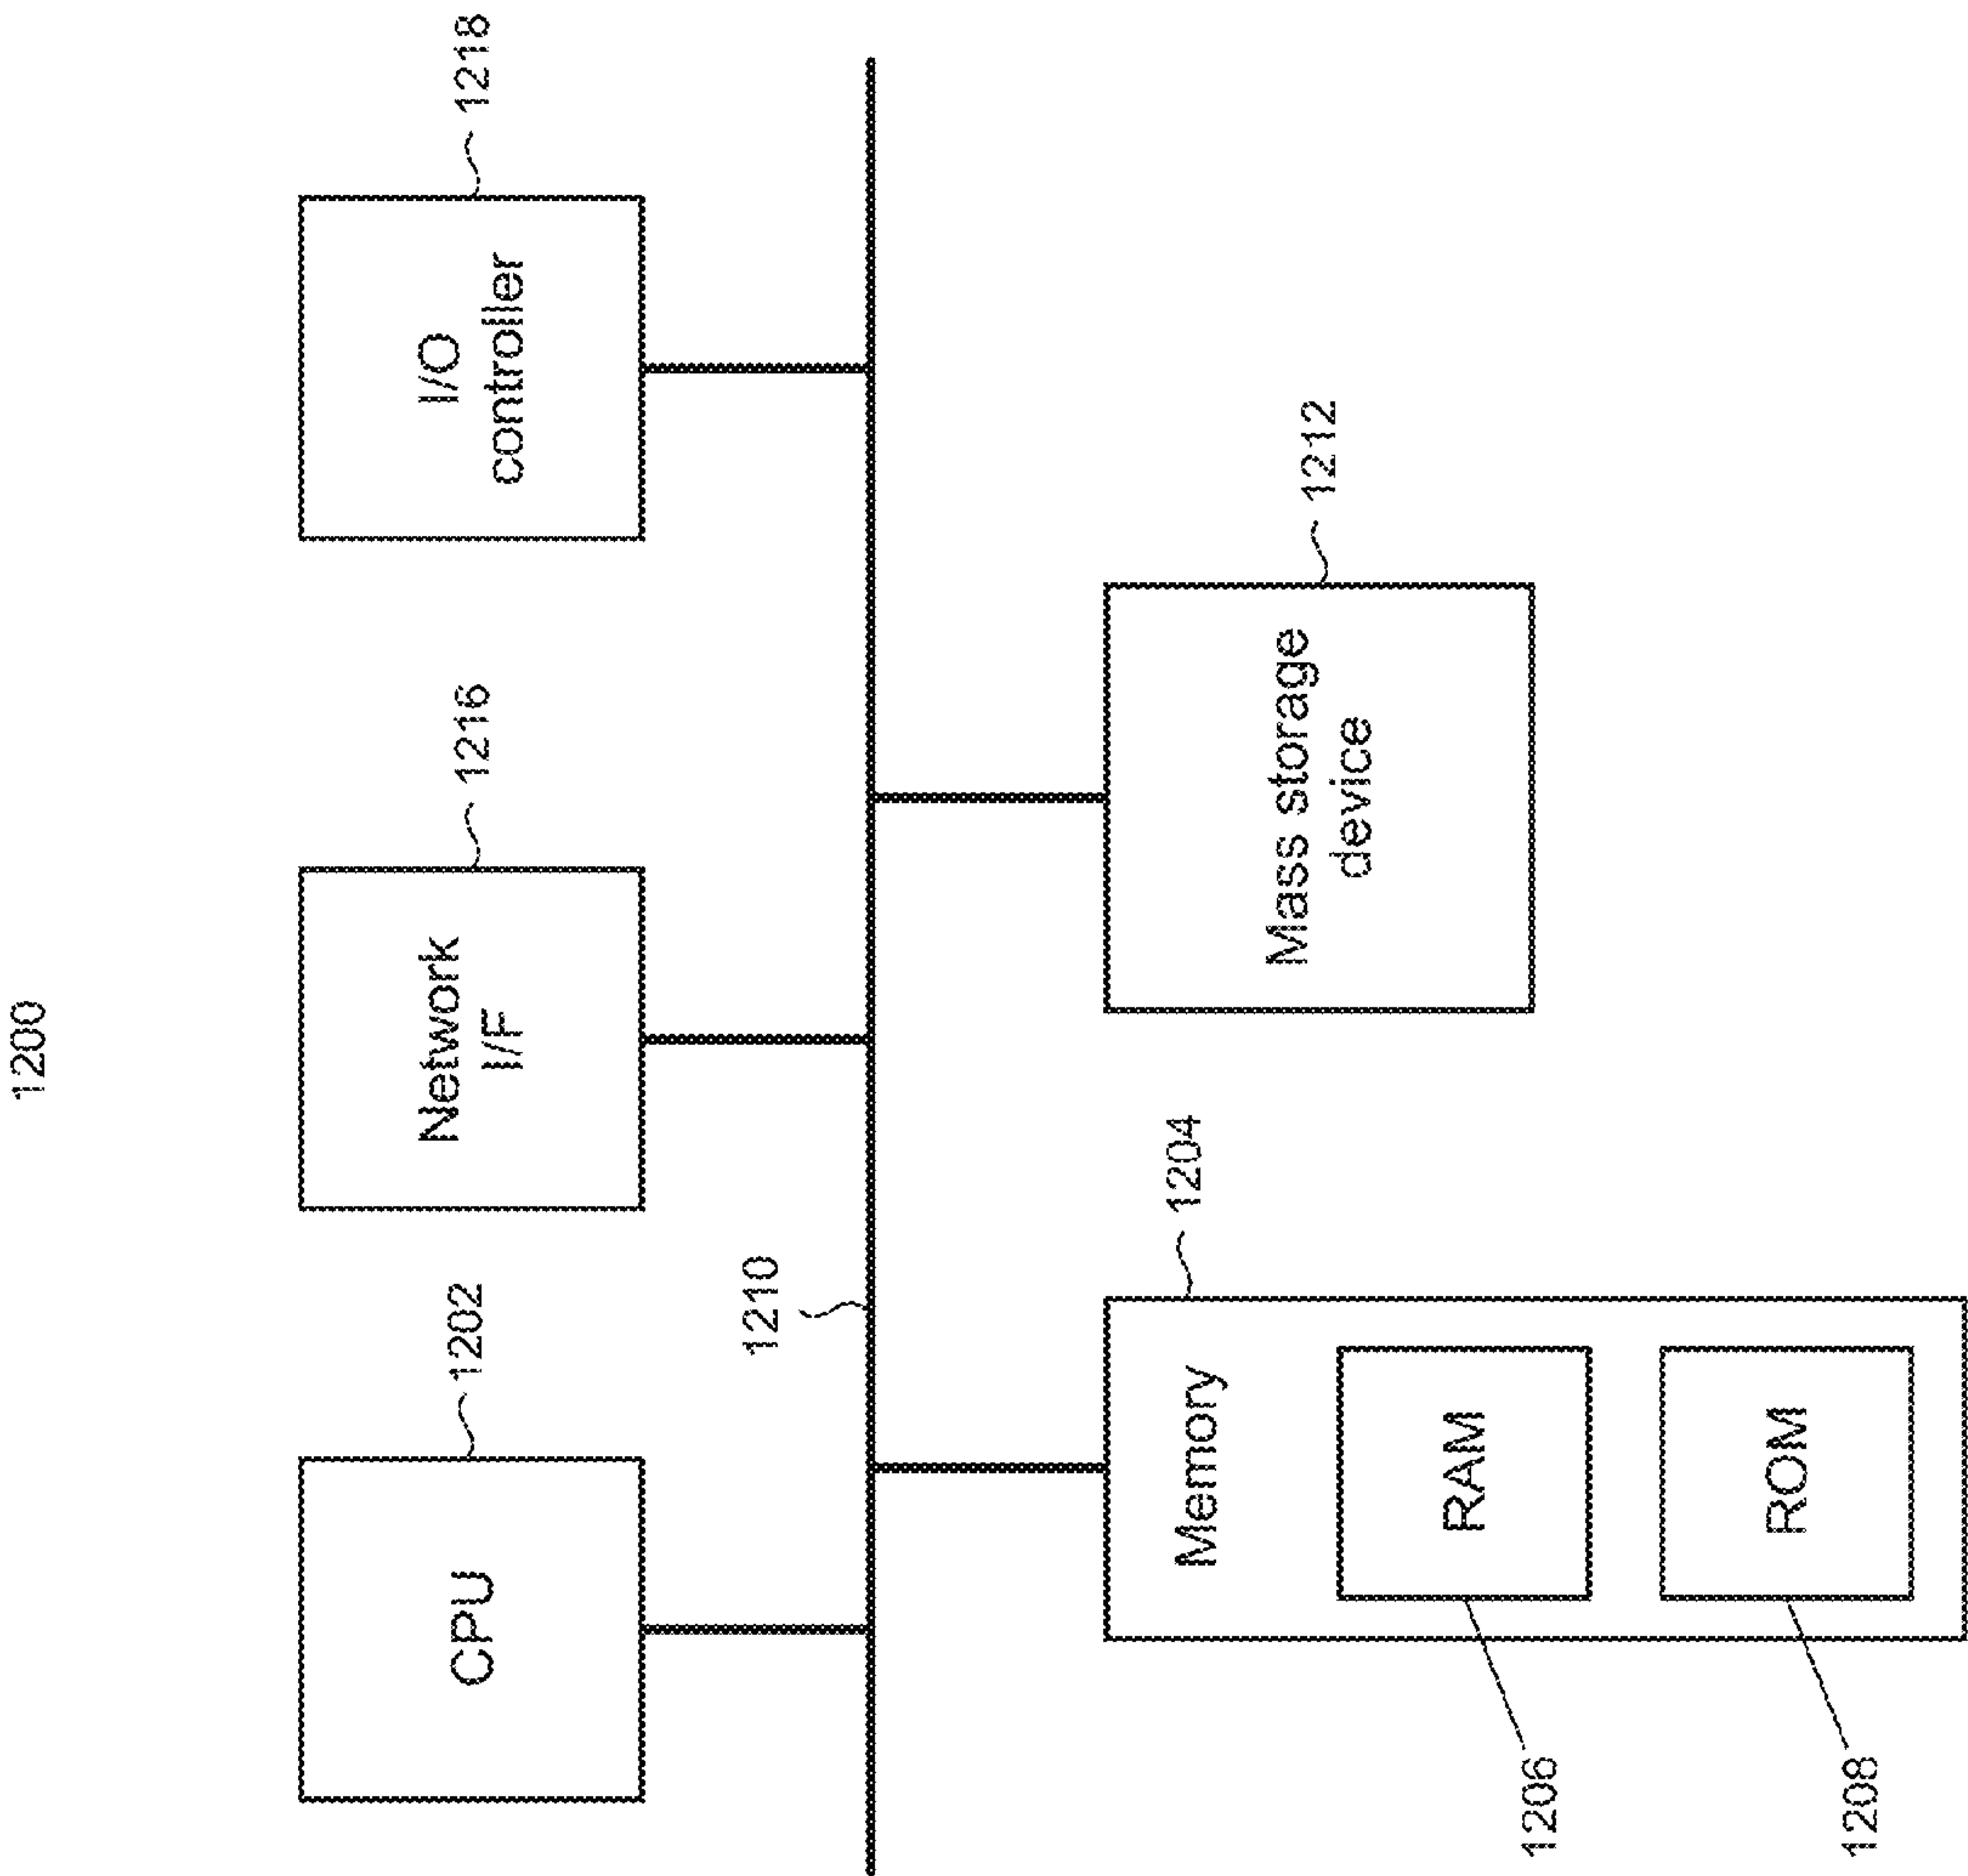 1200
CPU
1202
Network
I/F
1216
I/O
controller
1218
1210
Memory
1204
RAM
1206
ROM
1208
Mass storage
device
1212